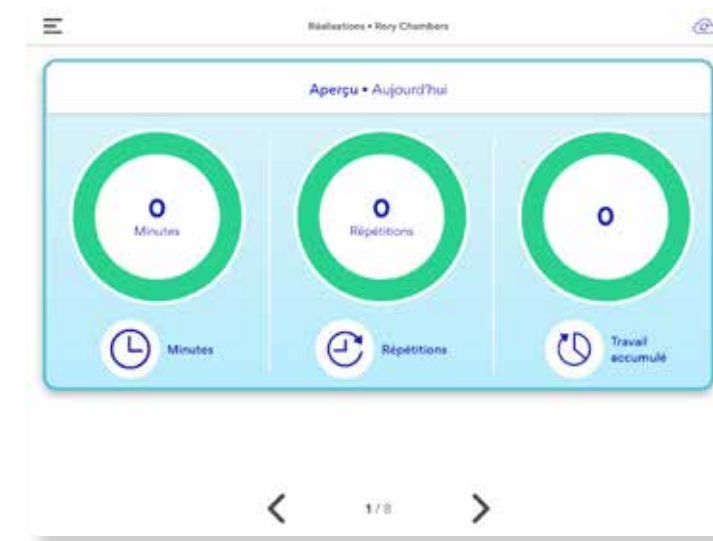 Réalisations • Rory Chambers
Aperçu • Aujourd'hui
0
Minutes
0
Répétitions
0
Minutes
Répétitions
Travail
accumulé
1 / 8